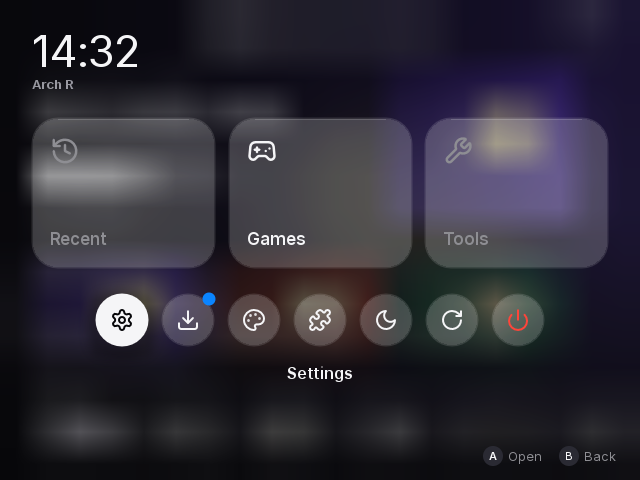 14:32
Arch R
Recent
Games
Tools
Settings
A Open B Back